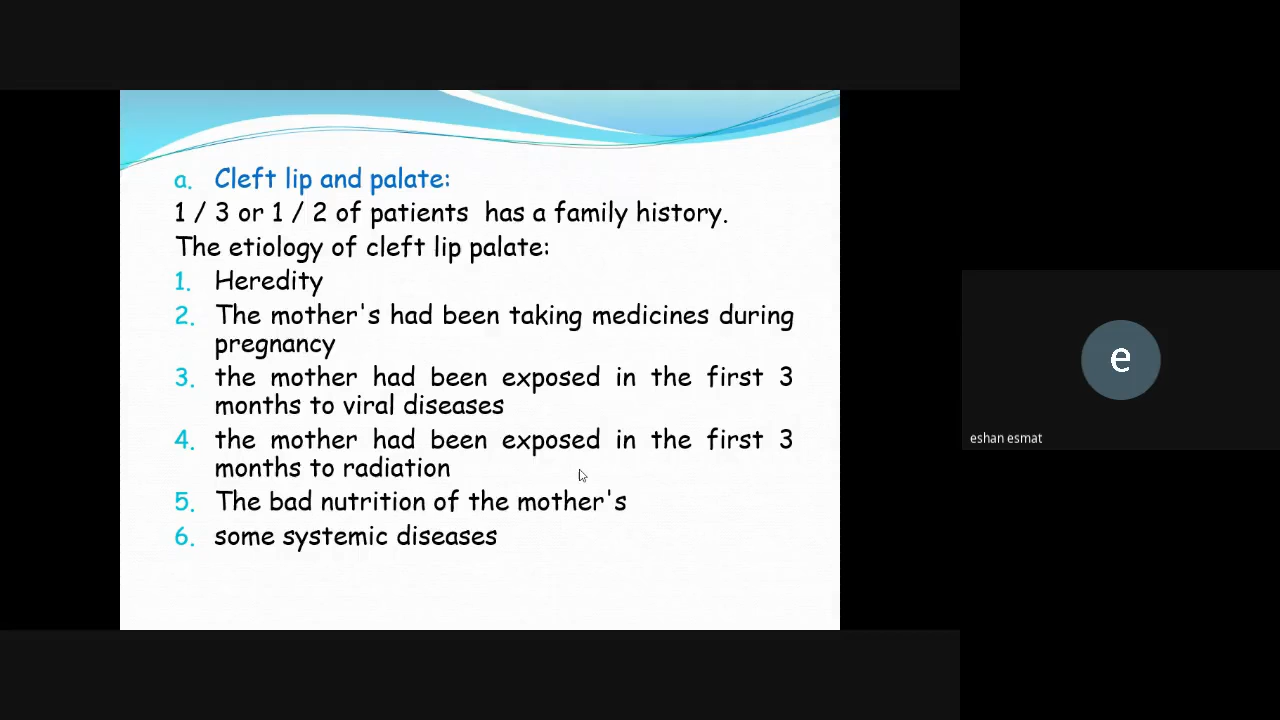 a. Cleft lip and palate:
1 / 3 or 1 / 2 of patients has a family history.
The etiology of cleft lip palate:
1. Heredity
2. The mother's had been taking medicines during
pregnancy
3. the mother had been exposed in the first 3
months to viral diseases
4. the mother had been exposed in the first 3
months to radiation
5. The bad nutrition of the mother's
6. some systemic diseases
e
eshan esmat